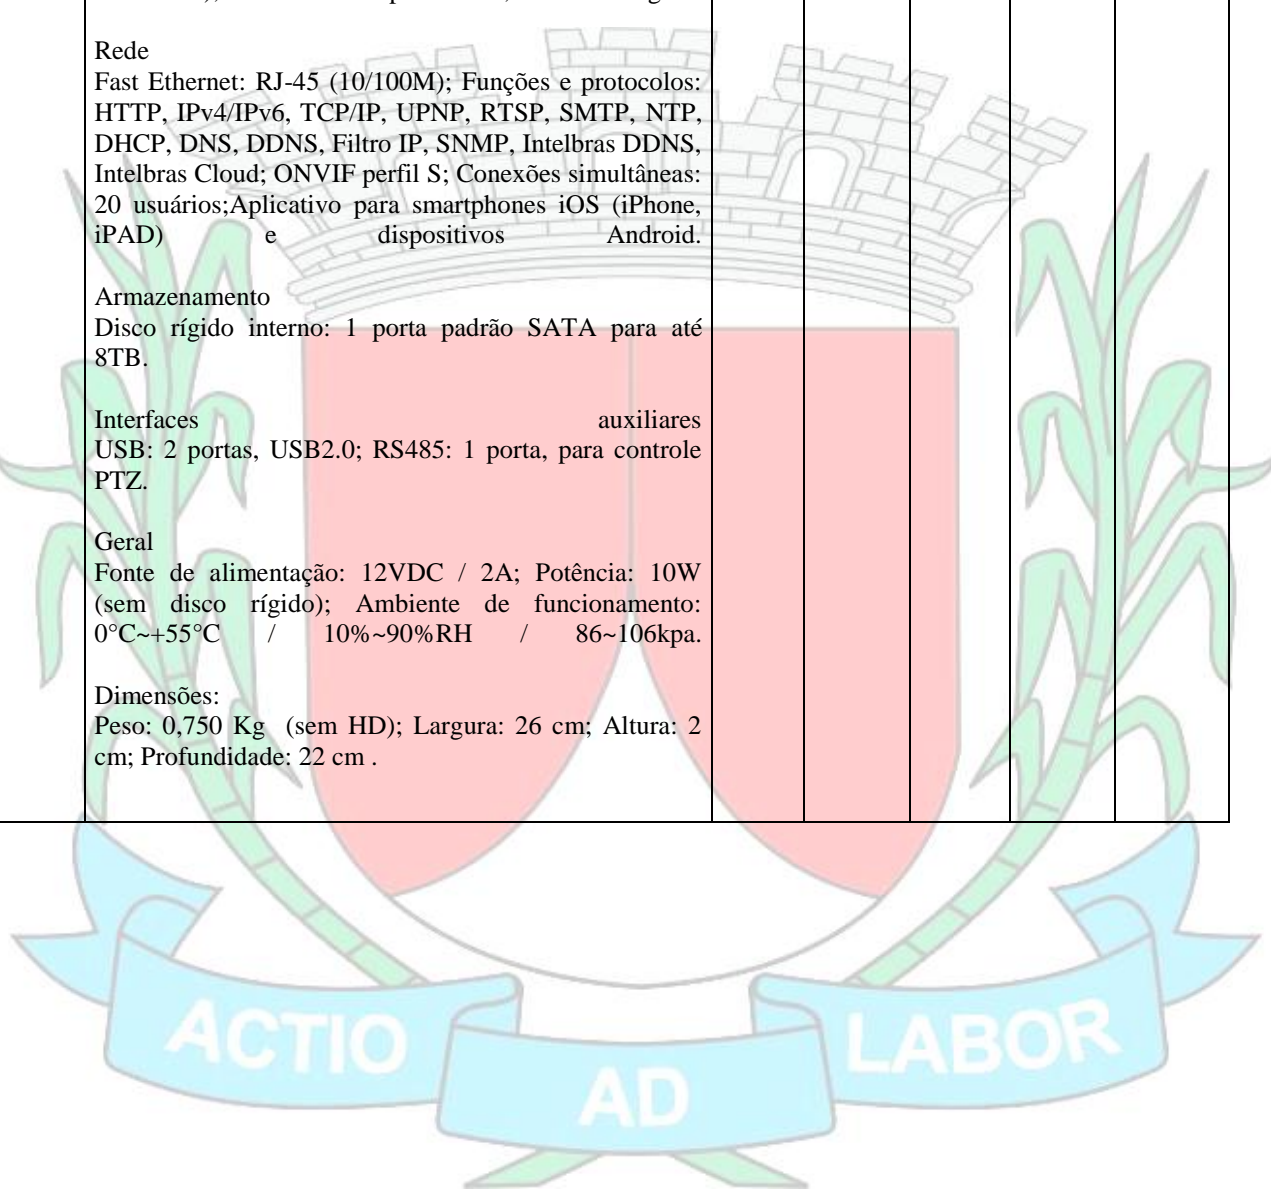 Rede
Fast Ethernet: RJ-45 (10/100M); Funções e protocolos:
HTTP, IPv4/IPv6, TCP/IP, UPNP, RTSP, SMTP, NTP,
DHCP, DNS, DDNS, Filtro IP, SNMP, Intelbras DDNS,
Intelbras Cloud; ONVIF perfil S; Conexões simultâneas:
20 usuários;Aplicativo para smartphones iOS (iPhone,
iPAD) e dispositivos Android.
Armazenamento
Disco rígido interno: 1 porta padrão SATA para até
8TB.
Interfaces auxiliares
USB: 2 portas, USB2.0; RS485: 1 porta, para controle
PTZ.
Geral
Fonte de alimentação: 12VDC / 2A; Potência: 10W
(sem disco rígido); Ambiente de funcionamento:
0°C~+55°C / 10%~90%RH / 86~106kpa.
Dimensões:
Peso: 0,750 Kg (sem HD); Largura: 26 cm; Altura: 2
cm; Profundidade: 22 cm .
ACTIO
AD
LABOR